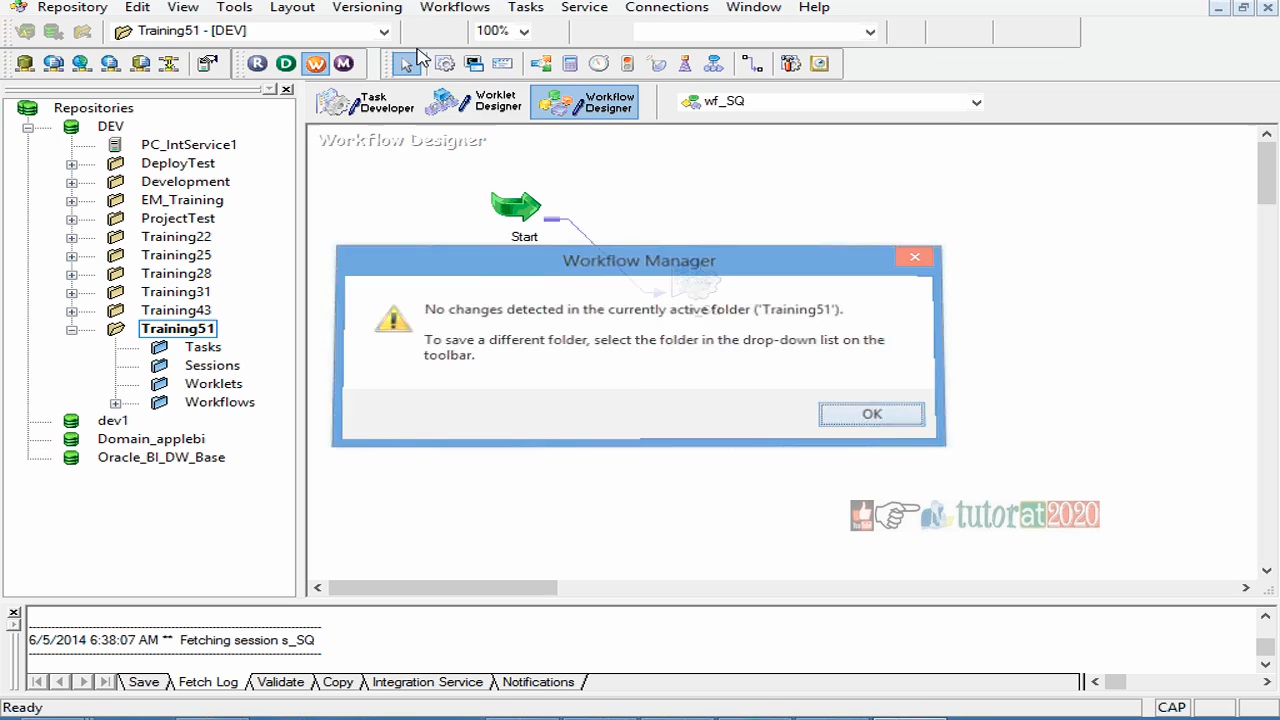 Repository Edit View Tools Layout Versioning Workflows Tasks Service Connections Window Help
Training51 - [DEV]
100%
R D W M
Task Developer
Worklet Designer
Workflow Designer
wf_SQ
Repositories
DEV
PC_IntService1
DeployTest
Development
EM_Training
ProjectTest
Training22
Training25
Training28
Training31
Training43
Training51
Tasks
Sessions
Worklets
Workflows
dev1
Domain_applebi
Oracle_BI_DW_Base
Workflow Designer
Start
Workflow Manager
No changes detected in the currently active folder ('Training51').
To save a different folder, select the folder in the drop-down list on the
toolbar.
OK
tutorat2020
6/5/2014 6:38:07 AM ** Fetching session s_SQ
Save Fetch Log Validate Copy Integration Service Notifications
Ready
CAP